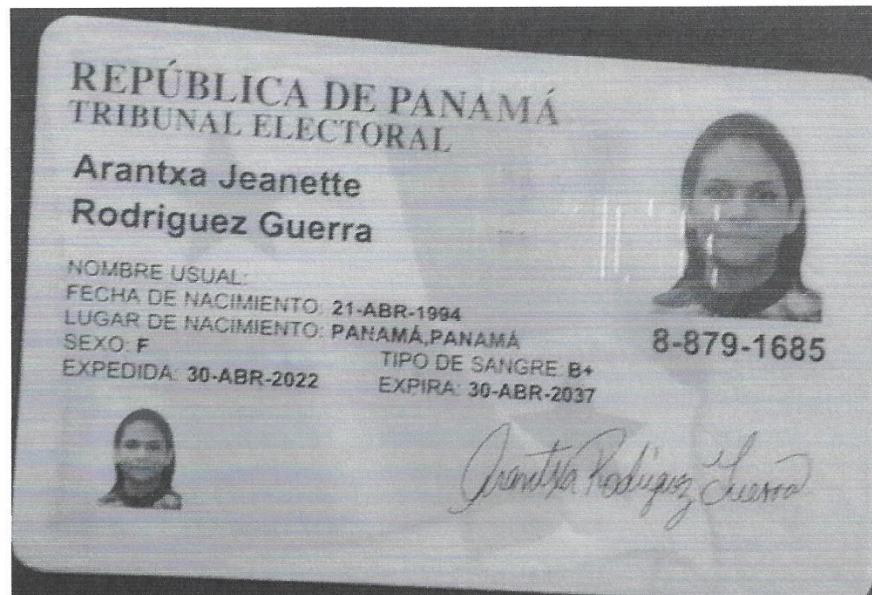 REPÚBLICA DE PANAMÁ
TRIBUNAL ELECTORAL
Arantxa Jeanette
Rodriguez Guerra
NOMBRE USUAL:
FECHA DE NACIMIENTO: 21-ABR-1994
LUGAR DE NACIMIENTO: PANAMÁ,PANAMÁ
SEXO: F TIPO DE SANGRE: B+
EXPEDIDA: 30-ABR-2022 EXPIRA: 30-ABR-2037
8-879-1685
Arantxa Rodriguez Guerra